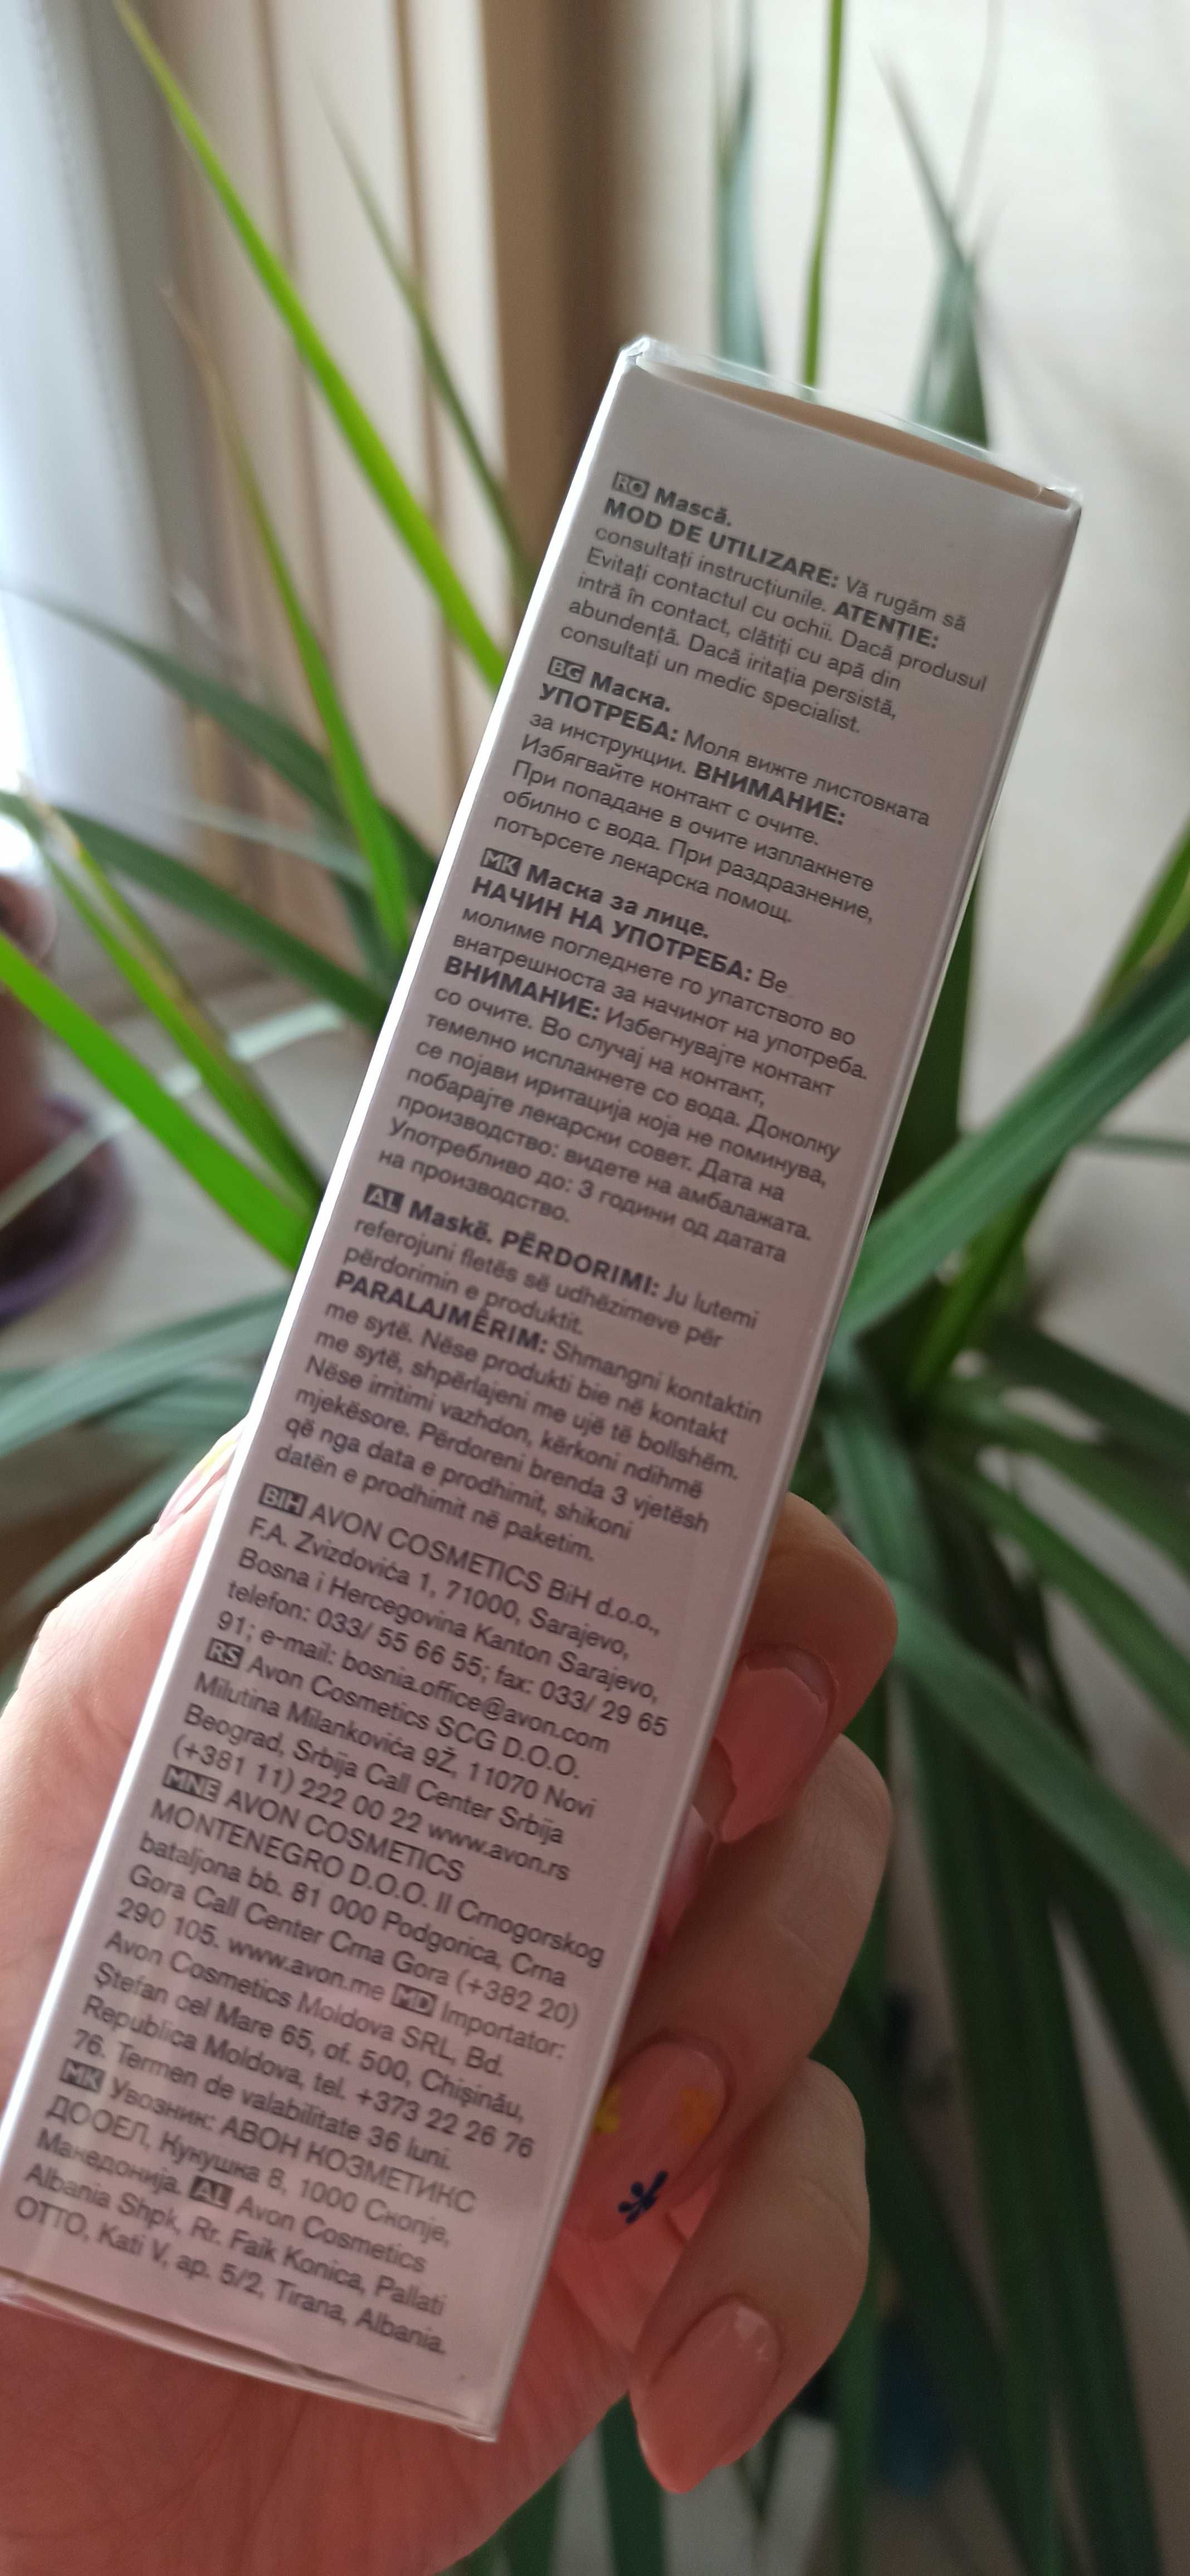 RO Mască.
MOD DE UTILIZARE: Vă rugăm să
consultați instrucțiunile. ATENȚIE:
Evitați contactul cu ochii. Dacă produsul
intră în contact, clătiți cu apă din
abundență. Dacă iritația persistă,
consultați un medic specialist.
BG Маска.
УПОТРЕБА: Моля вижте листовката
за инструкции. ВНИМАНИЕ:
Избягвайте контакт с очите.
При попадане в очите изплакнете
обилно с вода. При раздразнение,
потърсете лекарска помощ.
MK Маска за лице.
НАЧИН НА УПОТРЕБА: Ве
молиме погледнете го упатството во
внатрешноста за начинот на употреба.
ВНИМАНИЕ: Избегнувајте контакт
со очите. Во случај на контакт,
темелно исплакнете со вода. Доколку
се појави иритација која не поминува,
побарајте лекарски совет. Дата на
производство: видете на амбалажата.
Употребливо до: 3 години од датата
на производство.
AL Maskë. PËRDORIMI: Ju lutemi
referojuni fletës së udhëzimeve për
përdorimin e produktit.
PARALAJMËRIM: Shmangni kontaktin
me sytë. Nëse produkti bie në kontakt
me sytë, shpërlajeni me ujë të bollshëm.
Nëse irritimi vazhdon, kërkoni ndihmë
mjekësore. Përdoreni brenda 3 vjetësh
që nga data e prodhimit, shikoni
datën e prodhimit në paketim.
BIH AVON COSMETICS BiH d.o.o.,
F.A. Zvizdovića 1, 71000, Sarajevo,
Bosna i Hercegovina Kanton Sarajevo,
telefon: 033/ 55 66 55; fax: 033/ 29 65
91; e-mail: bosnia.office@avon.com
RS Avon Cosmetics SCG D.O.O.
Milutina Milankovića 9Ž, 11070 Novi
Beograd, Srbija Call Center Srbija
(+381 11) 222 00 22 www.avon.rs
MNE AVON COSMETICS
MONTENEGRO D.O.O. II Crnogorskog
bataljona bb. 81 000 Podgorica, Crna
Gora Call Center Crna Gora (+382 20)
290 105. www.avon.me MD Importator:
Avon Cosmetics Moldova SRL, Bd.
Ștefan cel Mare 65, of. 500, Chișinău,
Republica Moldova, tel. +373 22 26 76
76. Termen de valabilitate 36 luni.
MK Увозник: АВОН КОЗМЕТИКС
ДООЕЛ, Кукушка 8, 1000 Скопје,
Македонија. AL Avon Cosmetics
Albania Shpk, Rr. Faik Konica, Pallati
OTTO, Kati V, ap. 5/2, Tirana, Albania.